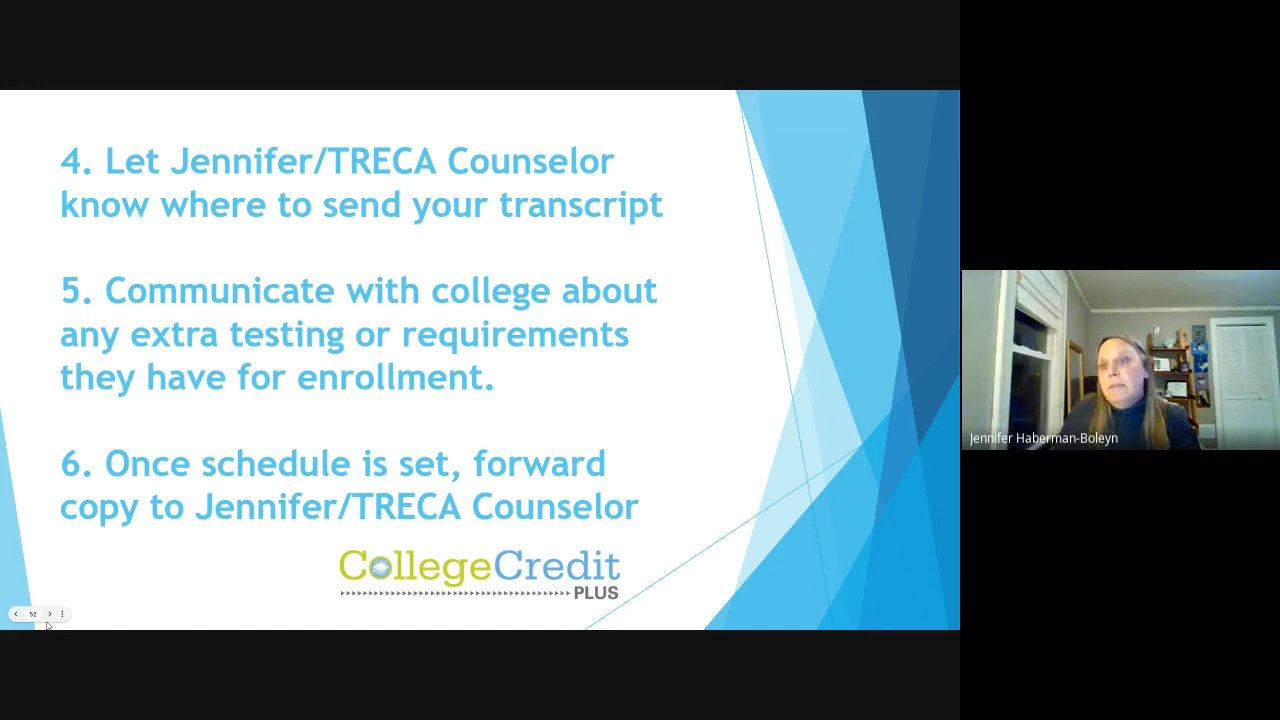 4. Let Jennifer/TRECA Counselor
know where to send your transcript
5. Communicate with college about
any extra testing or requirements
they have for enrollment.
6. Once schedule is set, forward
copy to Jennifer/TRECA Counselor
CollegeCredit
PLUS
52
Jennifer Haberman-Boleyn